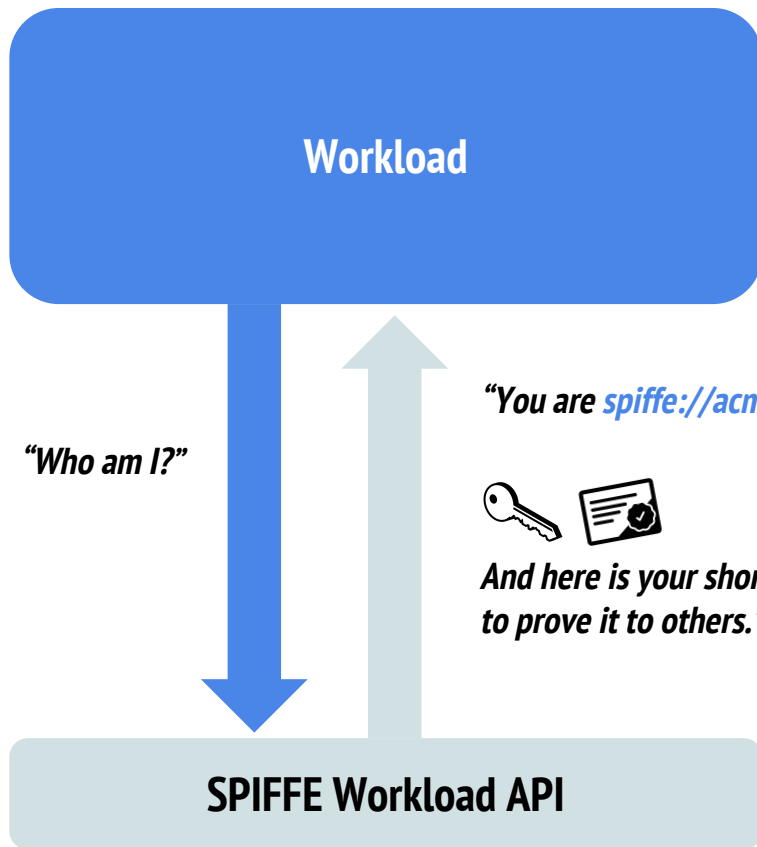 Workload
“Who am I?”
“You are spiffe://acm
And here is your shor
to prove it to others.
SPIFFE Workload API